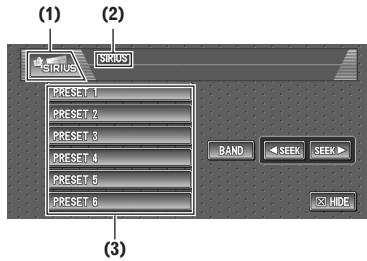 (1) (2)
SIRIUS SIRIUS
PRESET 1
PRESET 2
PRESET 3
BAND ◄ SEEK SEEK ►
PRESET 4
PRESET 5
PRESET 6
HIDE
(3)